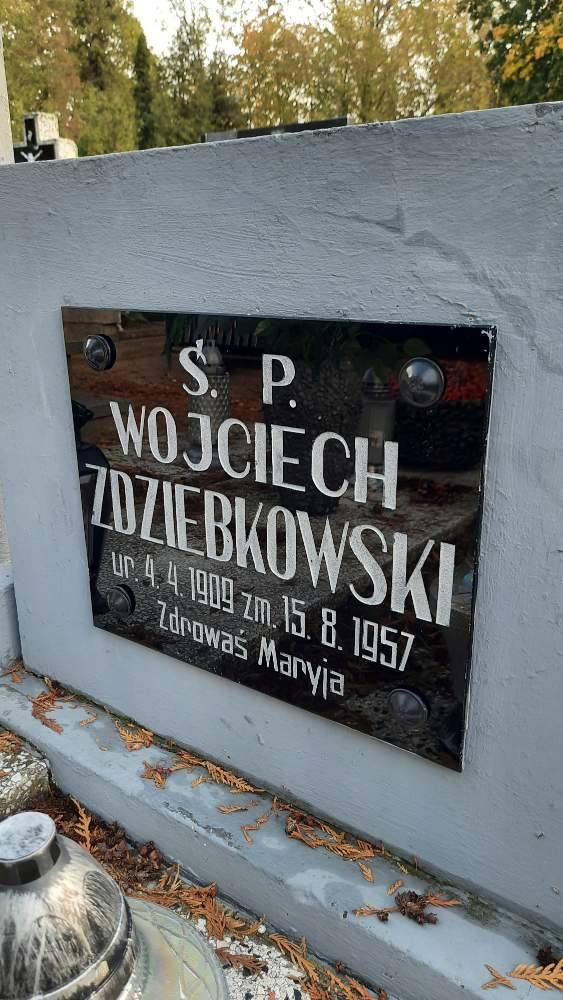 Ś. P.
WOJCIECH
ZDZIEBKOWSKI
ur. 4. 4. 1909 zm. 15. 8. 1957
Zdrowaś Maryja